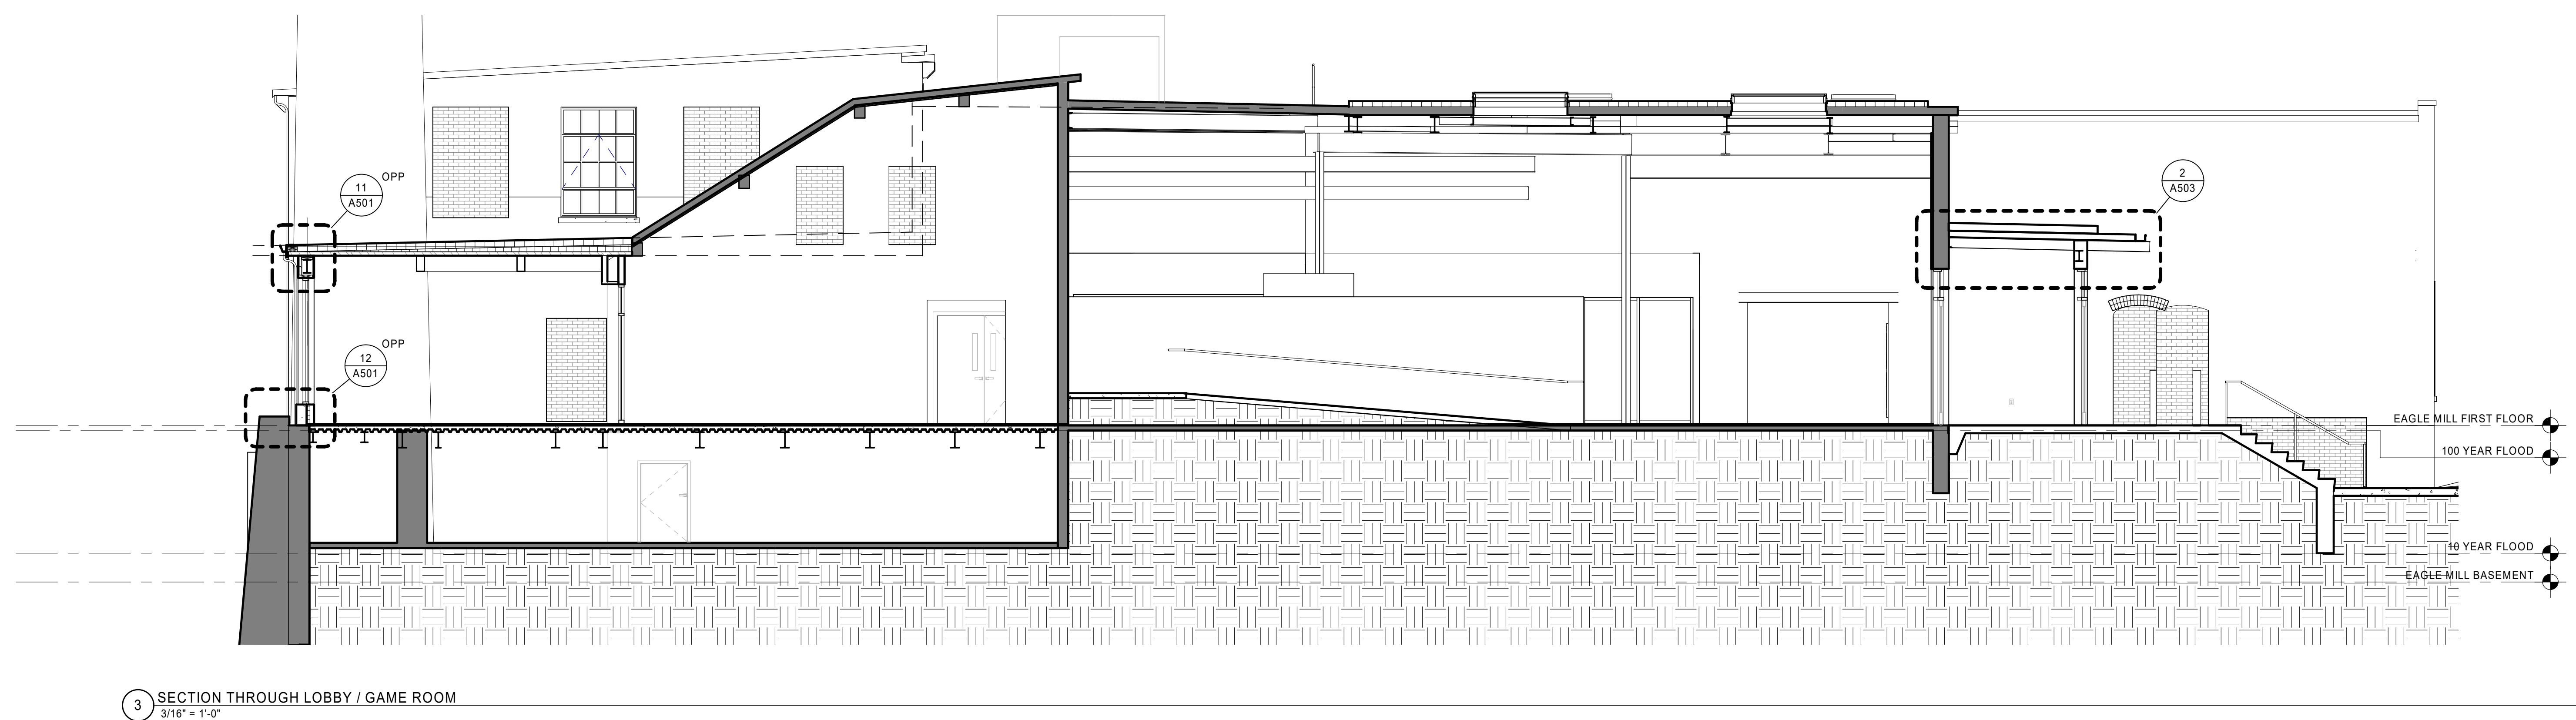 11
A501
OPP
2
A503
12
A501
OPP
EAGLE MILL FIRST FLOOR
100 YEAR FLOOD
10 YEAR FLOOD
EAGLE MILL BASEMENT
3
SECTION THROUGH LOBBY / GAME ROOM
3/16" = 1'-0"